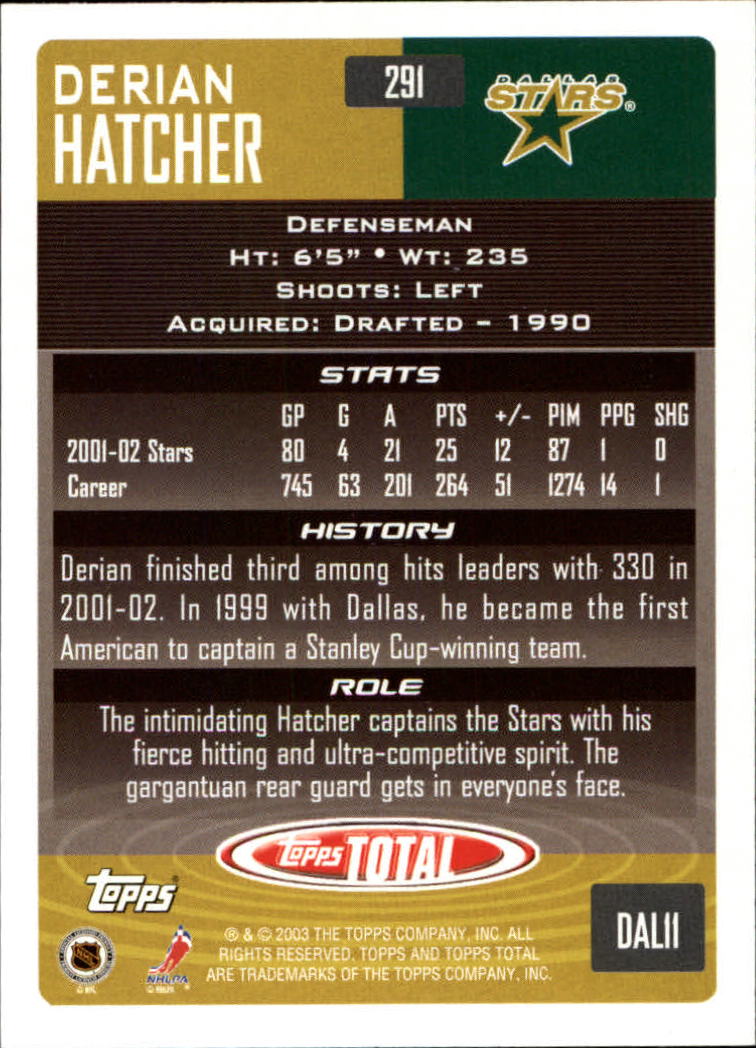 DERIAN
HATCHER
291
DALLAS
STARS®
DEFENSEMAN
HT: 6'5" • WT: 235
SHOOTS: LEFT
ACQUIRED: DRAFTED - 1990
STATS
GP G A PTS +/- PIM PPG SHG
2001-02 Stars 80 4 21 25 12 87 1 0
Career 745 63 201 264 51 1274 14 1
HISTORY
Derian finished third among hits leaders with 330 in
2001-02. In 1999 with Dallas, he became the first
American to captain a Stanley Cup-winning team.
ROLE
The intimidating Hatcher captains the Stars with his
fierce hitting and ultra-competitive spirit. The
gargantuan rear guard gets in everyone's face.
Topps TOTAL
Topps®
DAL11
® & © 2003 THE TOPPS COMPANY, INC. ALL
RIGHTS RESERVED. TOPPS AND TOPPS TOTAL
ARE TRADEMARKS OF THE TOPPS COMPANY, INC.
NHL
© NHL
NHLPA
© NHLPA